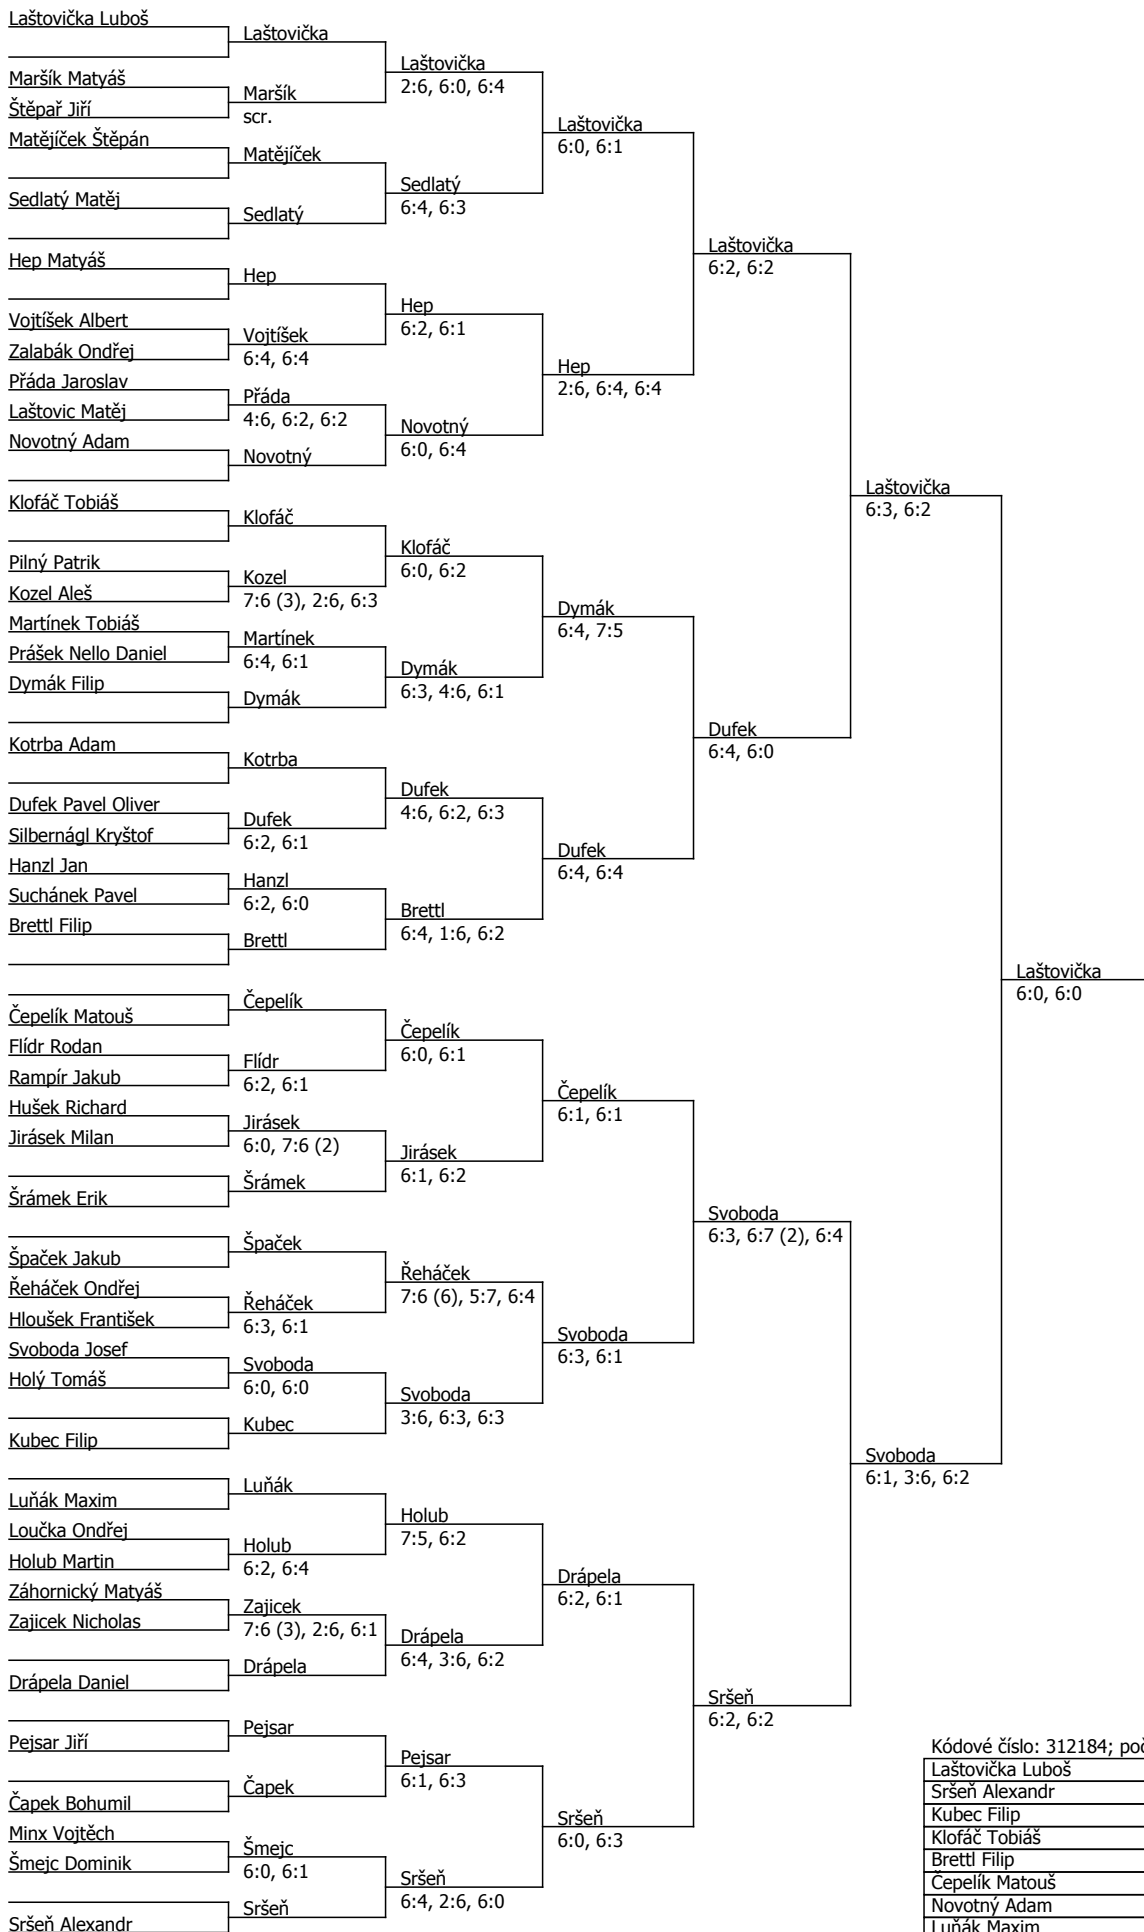 Laštovička Luboš
Maršík Matyáš
Štěpař Jiří
Matějíček Štěpán
Sedlatý Matěj
Hep Matyáš
Vojtíšek Albert
Zalabák Ondřej
Přáda Jaroslav
Laštovic Matěj
Novotný Adam
Klofáč Tobiáš
Pilný Patrik
Kozel Aleš
Martínek Tobiáš
Prášek Nello Daniel
Dymák Filip
Kotrba Adam
Dufek Pavel Oliver
Silbernágl Kryštof
Hanzl Jan
Suchánek Pavel
Brettl Filip
Čepelík Matouš
Flídr Rodan
Rampír Jakub
Hušek Richard
Jirásek Milan
Šrámek Erik
Špaček Jakub
Řeháček Ondřej
Hloušek František
Svoboda Josef
Holý Tomáš
Kubec Filip
Luňák Maxim
Loučka Ondřej
Holub Martin
Záhornický Matyáš
Zajicek Nicholas
Drápela Daniel
Pejsar Jiří
Čapek Bohumil
Minx Vojtěch
Šmejc Dominik
Sršeň Alexandr
Laštovička
Maršík
scr.
Matějíček
Sedlatý
Hep
Vojtíšek
6:4, 6:4
Přáda
4:6, 6:2, 6:2
Novotný
Klofáč
Kozel
7:6 (3), 2:6, 6:3
Martínek
6:4, 6:1
Dymák
Kotrba
Dufek
6:2, 6:1
Hanzl
6:2, 6:0
Brettl
Čepelík
Flídr
6:2, 6:1
Jirásek
6:0, 7:6 (2)
Šrámek
Špaček
Řeháček
6:3, 6:1
Svoboda
6:0, 6:0
Kubec
Luňák
Holub
6:2, 6:4
Zajicek
7:6 (3), 2:6, 6:1
Drápela
Pejsar
Čapek
Šmejc
6:0, 6:1
Sršeň
Laštovička
2:6, 6:0, 6:4
Sedlatý
6:4, 6:3
Hep
6:2, 6:1
Novotný
6:0, 6:4
Klofáč
6:0, 6:2
Dymák
6:3, 4:6, 6:1
Dufek
4:6, 6:2, 6:3
Brettl
6:4, 1:6, 6:2
Čepelík
6:0, 6:1
Jirásek
6:1, 6:2
Řeháček
7:6 (6), 5:7, 6:4
Svoboda
3:6, 6:3, 6:3
Holub
7:5, 6:2
Drápela
6:4, 3:6, 6:2
Pejsar
6:1, 6:3
Sršeň
6:4, 2:6, 6:0
Laštovička
6:0, 6:1
Hep
2:6, 6:4, 6:4
Dymák
6:4, 7:5
Dufek
6:4, 6:4
Čepelík
6:1, 6:1
Svoboda
6:3, 6:1
Drápela
6:2, 6:1
Sršeň
6:0, 6:3
Laštovička
6:2, 6:2
Dufek
6:4, 6:0
Svoboda
6:3, 6:7 (2), 6:4
Sršeň
6:2, 6:2
Laštovička
6:3, 6:2
Svoboda
6:1, 3:6, 6:2
Laštovička
6:0, 6:0
Kódové číslo: 312184; poč
Laštovička Luboš
Sršeň Alexandr
Kubec Filip
Klofáč Tobiáš
Brettl Filip
Čepelík Matouš
Novotný Adam
Luňák Maxim